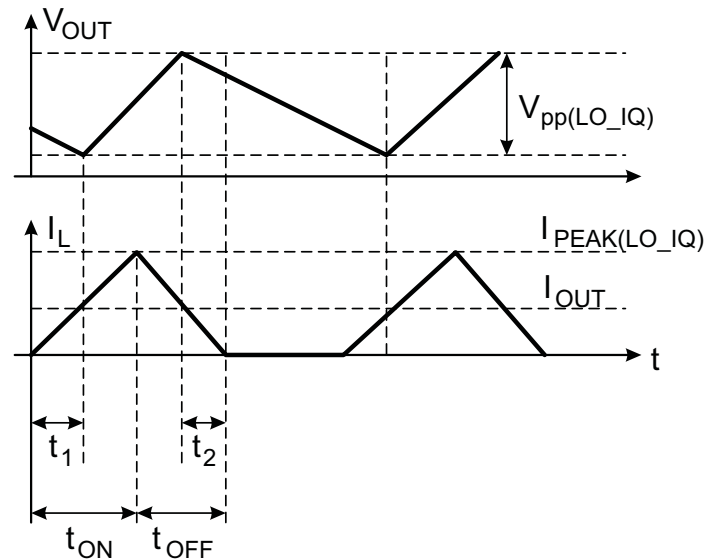 V_OUT
V_pp(LO_IQ)
I_L
I_PEAK(LO_IQ)
I_OUT
t
t_1
t_2
t_ON
t_OFF